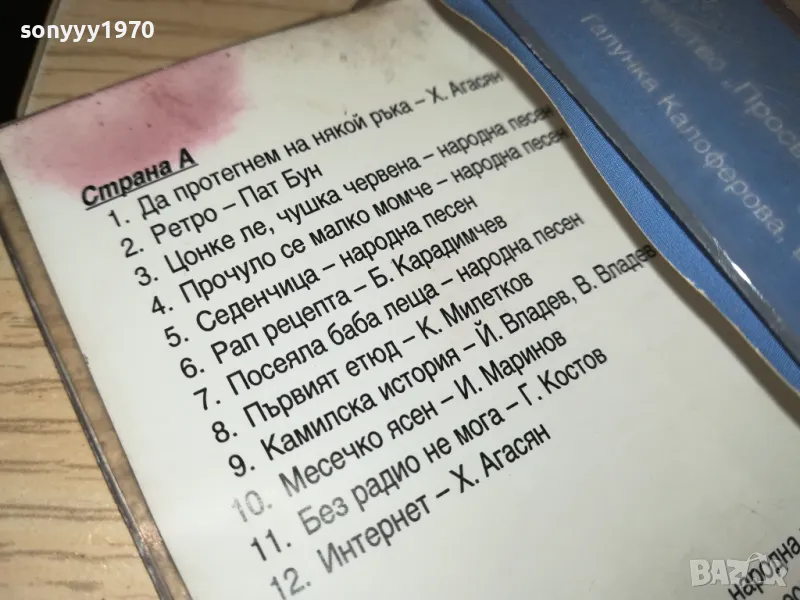 sonyyy1970
Страна А
1. Да протегнем на някой ръка – Х. Агасян
2. Ретро – Пат Бун
3. Цонке ле, чушка червена – народна песен
4. Прочуло се малко момче – народна песен
5. Седенчица – народна песен
6. Рап рецепта – Б. Карадимчев
7. Посеяла баба леща – народна песен
8. Първият етюд – К. Милетков
9. Камилска история – Й. Владев, В. Владев
10. Месечко ясен – И. Маринов
11. Без радио не мога – Г. Костов
12. Интернет – Х. Агасян
Галунка Калоферова,
народна
BAZAR.BG